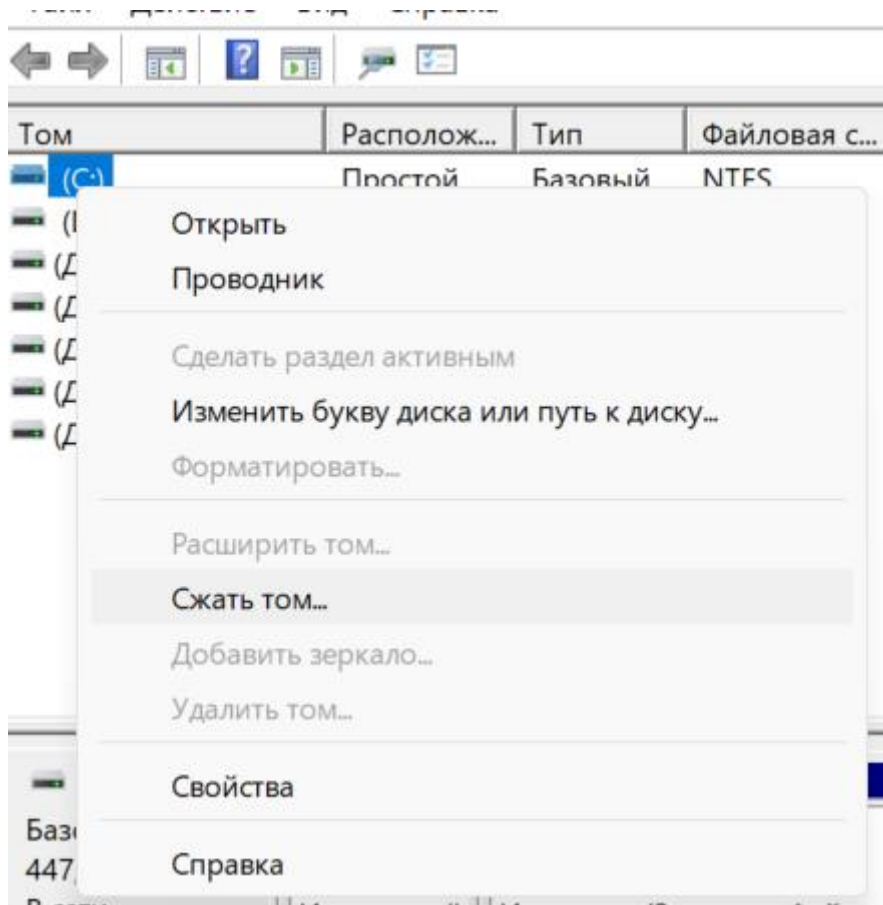 Том Располож... Тип Файловая с...
(C:) Простой Базовый NTFS
Открыть
Проводник
Сделать раздел активным
Изменить букву диска или путь к диску...
Форматировать...
Расширить том...
Сжать том...
Добавить зеркало...
Удалить том...
Свойства
447
Справка